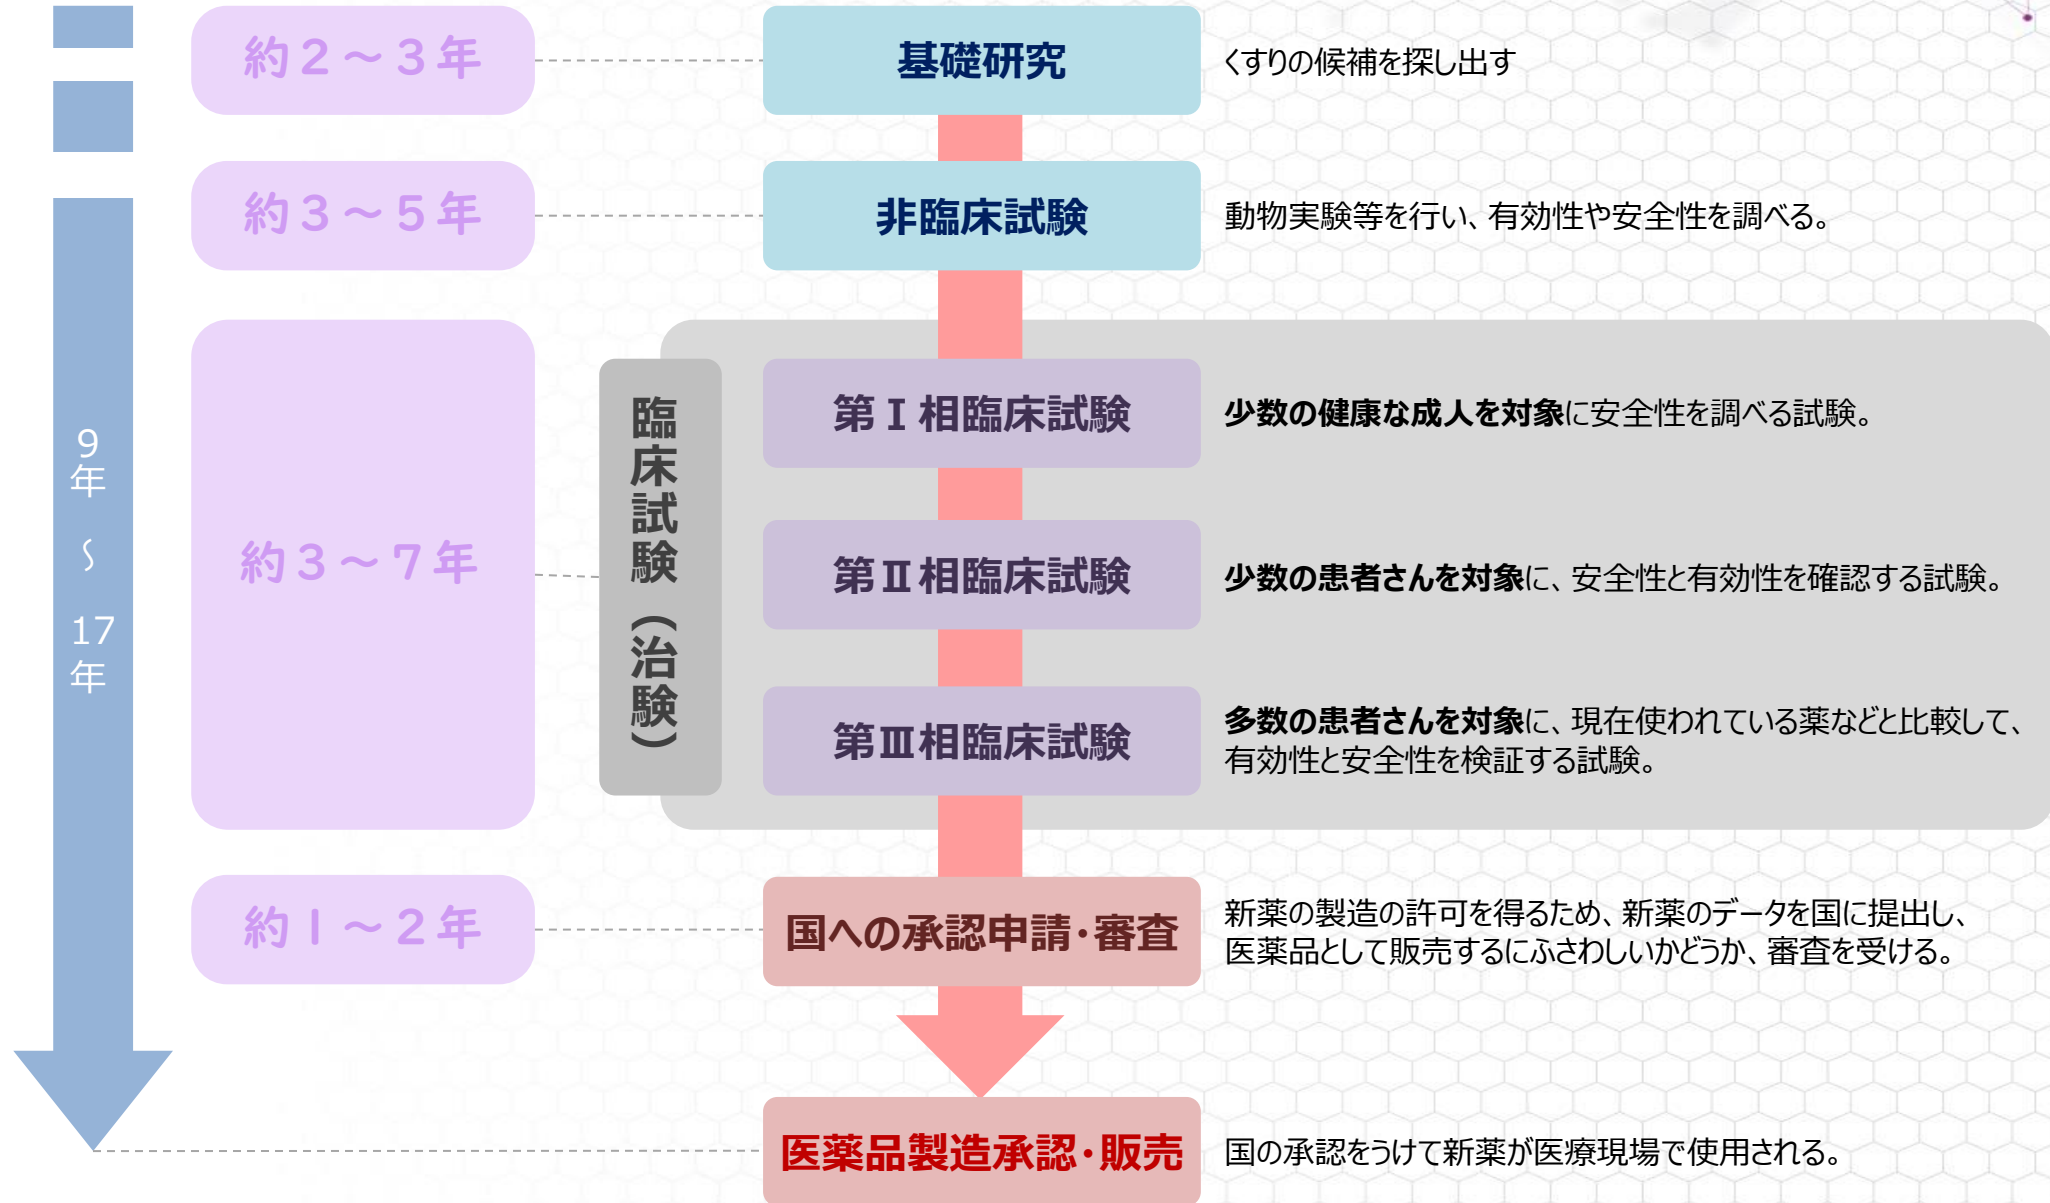 約２～３年
基礎研究
くすりの候補を探し出す
約３～５年
非臨床試験
動物実験等を行い、有効性や安全性を調べる。
9年 ～ 17年
約３～７年
臨床試験（治験）
第Ⅰ相臨床試験
少数の健康な成人を対象に安全性を調べる試験。
第Ⅱ相臨床試験
少数の患者さんを対象に、安全性と有効性を確認する試験。
第Ⅲ相臨床試験
多数の患者さんを対象に、現在使われている薬などと比較して、
有効性と安全性を検証する試験。
約１～２年
国への承認申請・審査
新薬の製造の許可を得るため、新薬のデータを国に提出し、
医薬品として販売するにふさわしいかどうか、審査を受ける。
医薬品製造承認・販売
国の承認をうけて新薬が医療現場で使用される。